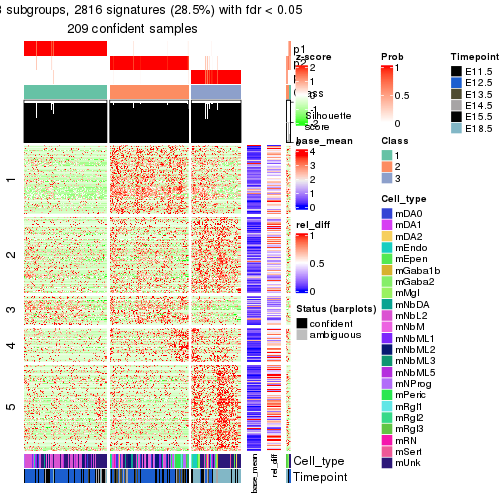 3 subgroups, 2816 signatures (28.5%) with fdr < 0.05
209 confident samples
p1
p2
z-score
2
1
0
-2
Silhouette
score
base_mean
4
3
2
1
0
rel_diff
1
0.5
0
Status (barplots)
confident
ambiguous
1
2
3
4
5
base_mean
rel_diff
Cell_type
Timepoint
Prob
1
0.5
0
Class
1
2
3
Cell_type
mDA0
mDA1
mDA2
mEndo
mEpen
mGaba1b
mGaba2
mMgl
mNbDA
mNbL2
mNbM
mNbML1
mNbML2
mNbML3
mNbML5
mNProg
mPeric
mRgl1
mRgl2
mRgl3
mRN
mSert
mUnk
Timepoint
E11.5
E12.5
E13.5
E14.5
E15.5
E18.5